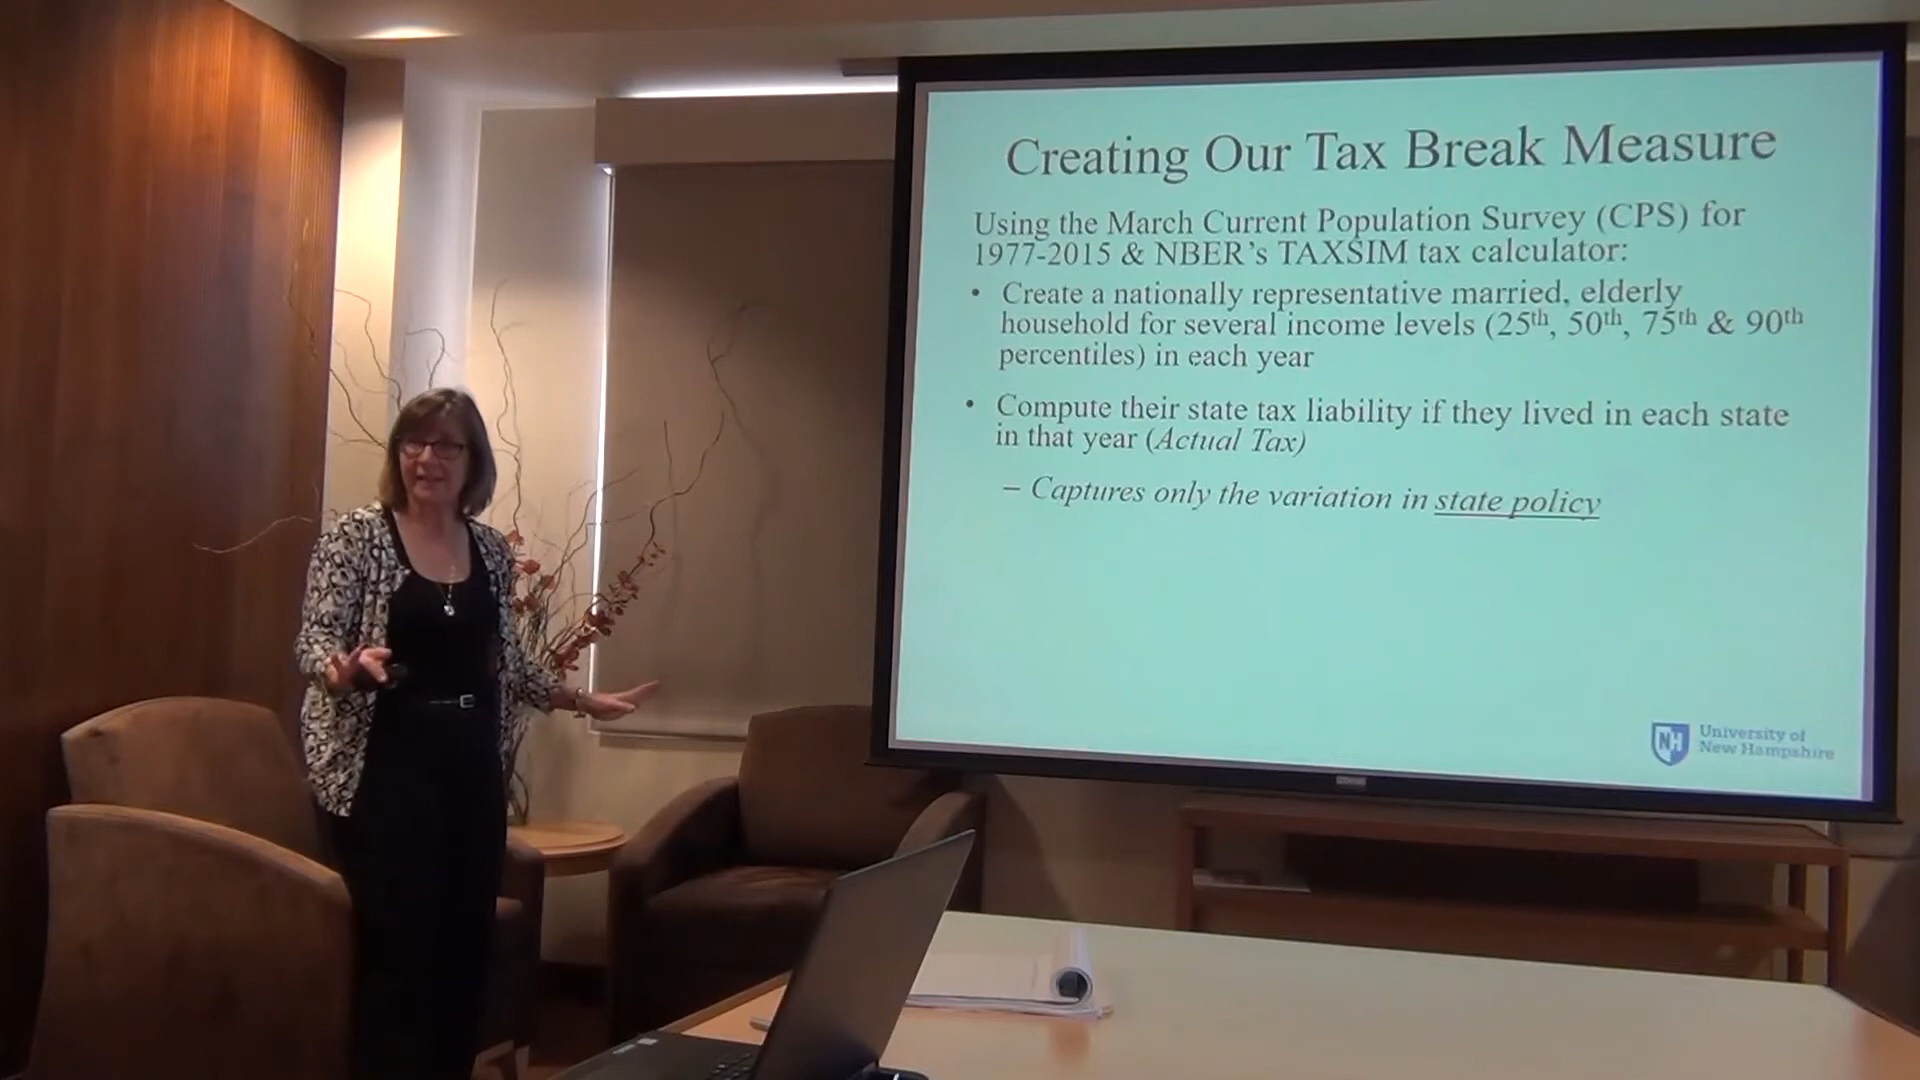 Creating Our Tax Break Measure
Using the March Current Population Survey (CPS) for
1977-2015 & NBER's TAXSIM tax calculator:
• Create a nationally representative married, elderly
household for several income levels (25th, 50th, 75th & 90th
percentiles) in each year
• Compute their state tax liability if they lived in each state
in that year (Actual Tax)
– Captures only the variation in state policy
NH
University of
New Hampshire